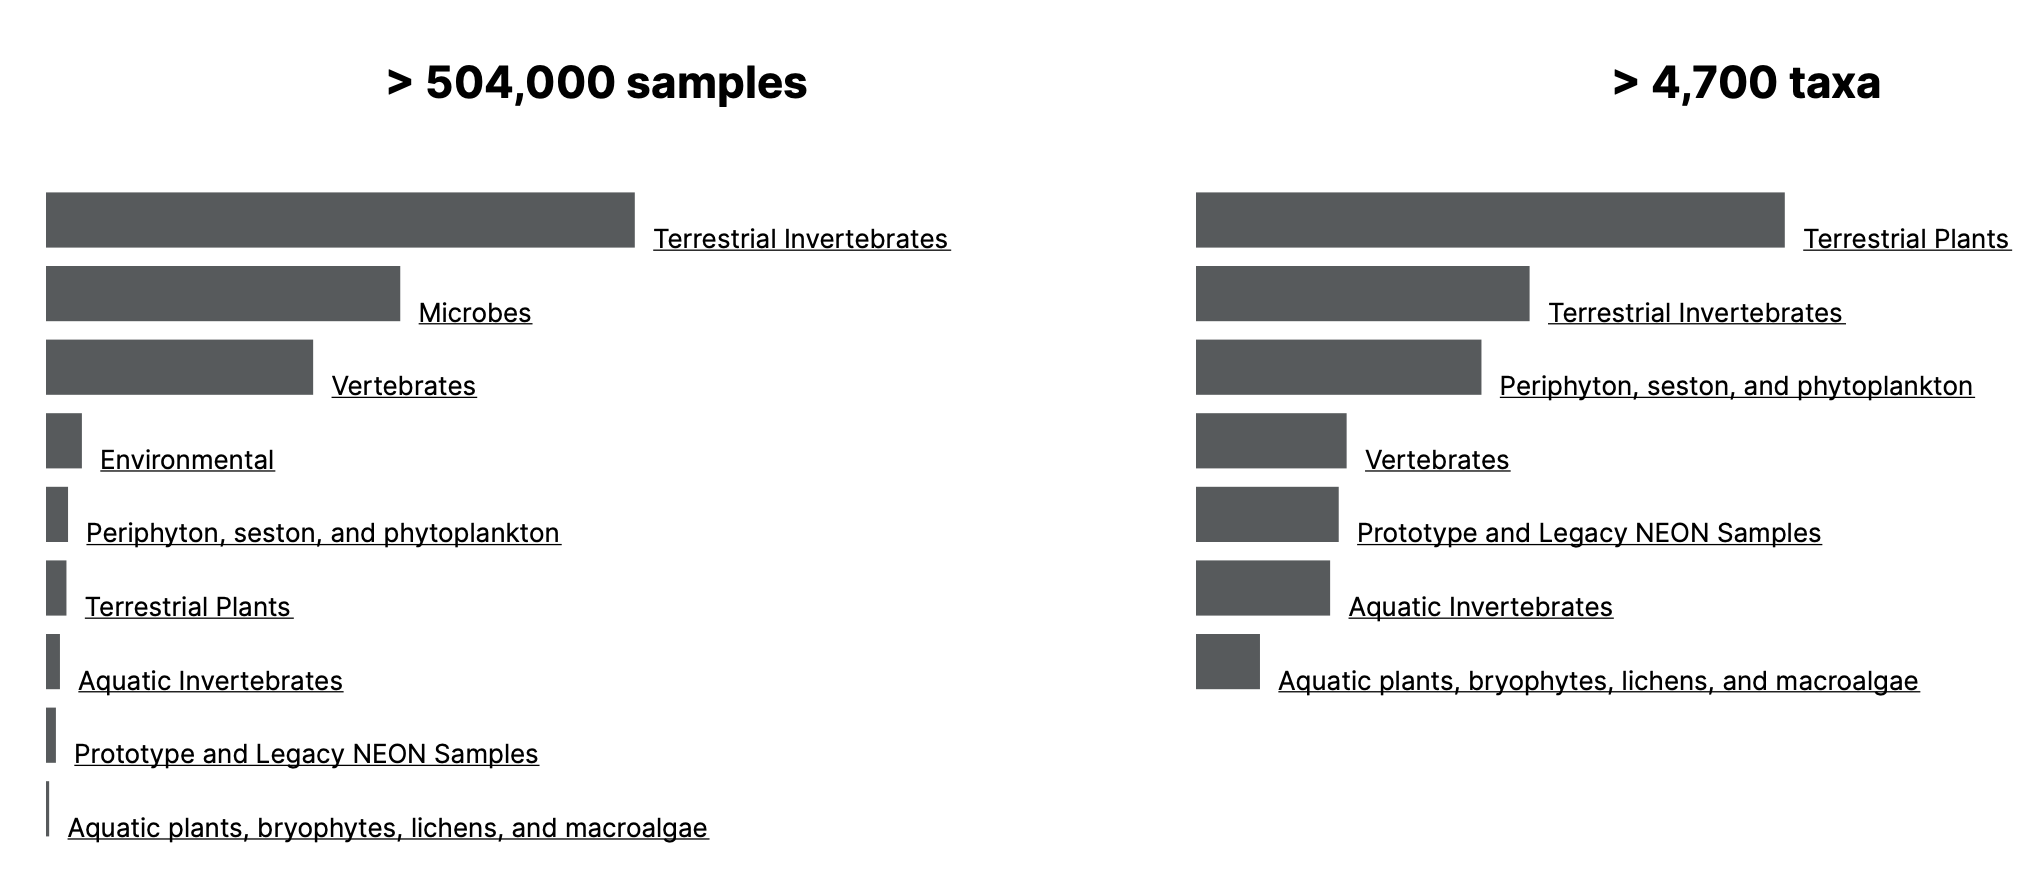 > 504,000 samples
Terrestrial Invertebrates
Microbes
Vertebrates
Environmental
Periphyton, seston, and phytoplankton
Terrestrial Plants
Aquatic Invertebrates
Prototype and Legacy NEON Samples
Aquatic plants, bryophytes, lichens, and macroalgae
> 4,700 taxa
Terrestrial Plants
Terrestrial Invertebrates
Periphyton, seston, and phytoplankton
Vertebrates
Prototype and Legacy NEON Samples
Aquatic Invertebrates
Aquatic plants, bryophytes, lichens, and macroalgae